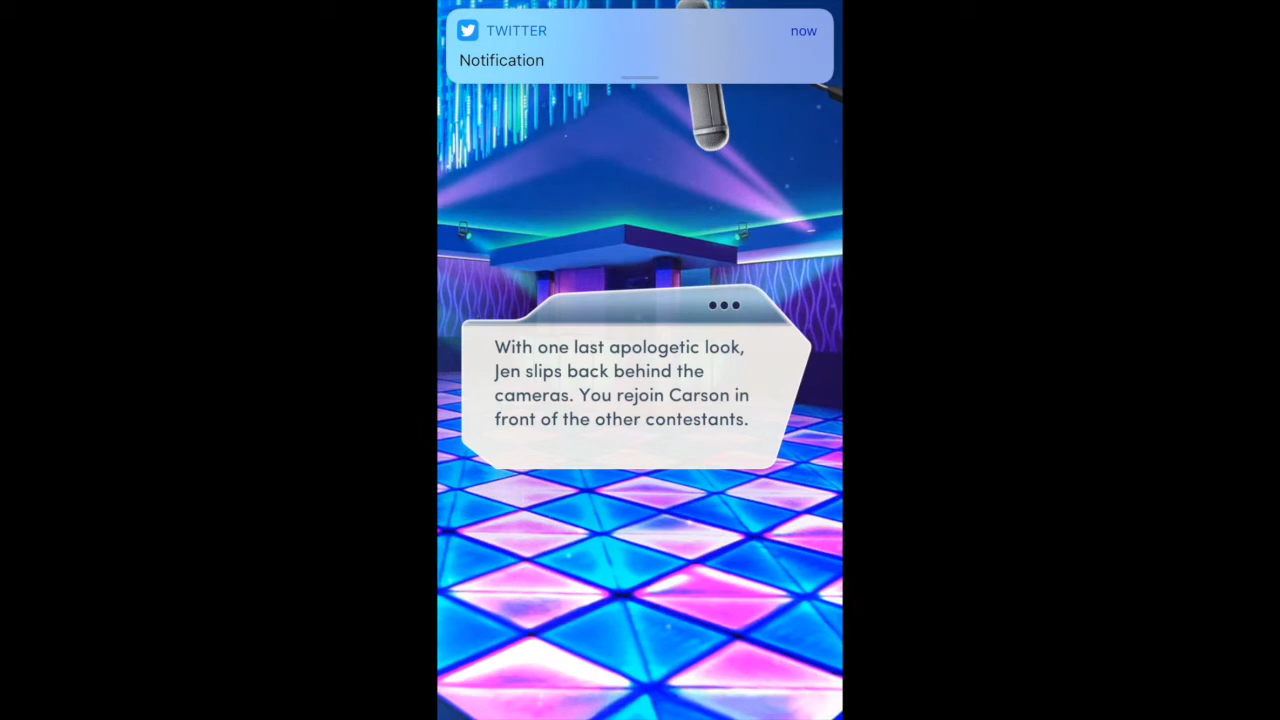 TWITTER now
Notification
With one last apologetic look,
Jen slips back behind the
cameras. You rejoin Carson in
front of the other contestants.